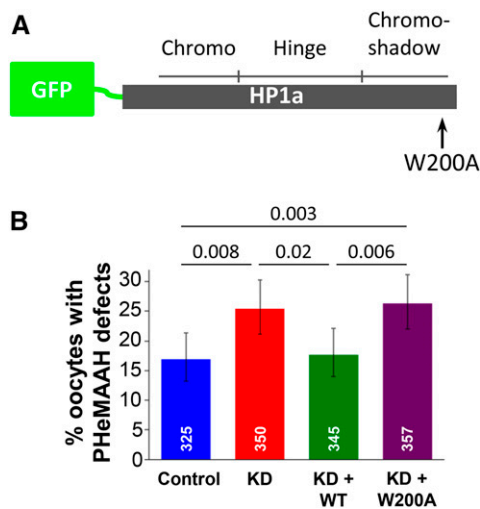 A
Chromo
Hinge
Chromo-
shadow
GFP
HP1a
W200A
B
0.003
0.008
0.02
0.006
% oocytes with
PHeMAAH defects
30
25
20
15
10
5
0
325
350
345
357
Control
KD
KD +
WT
KD +
W200A